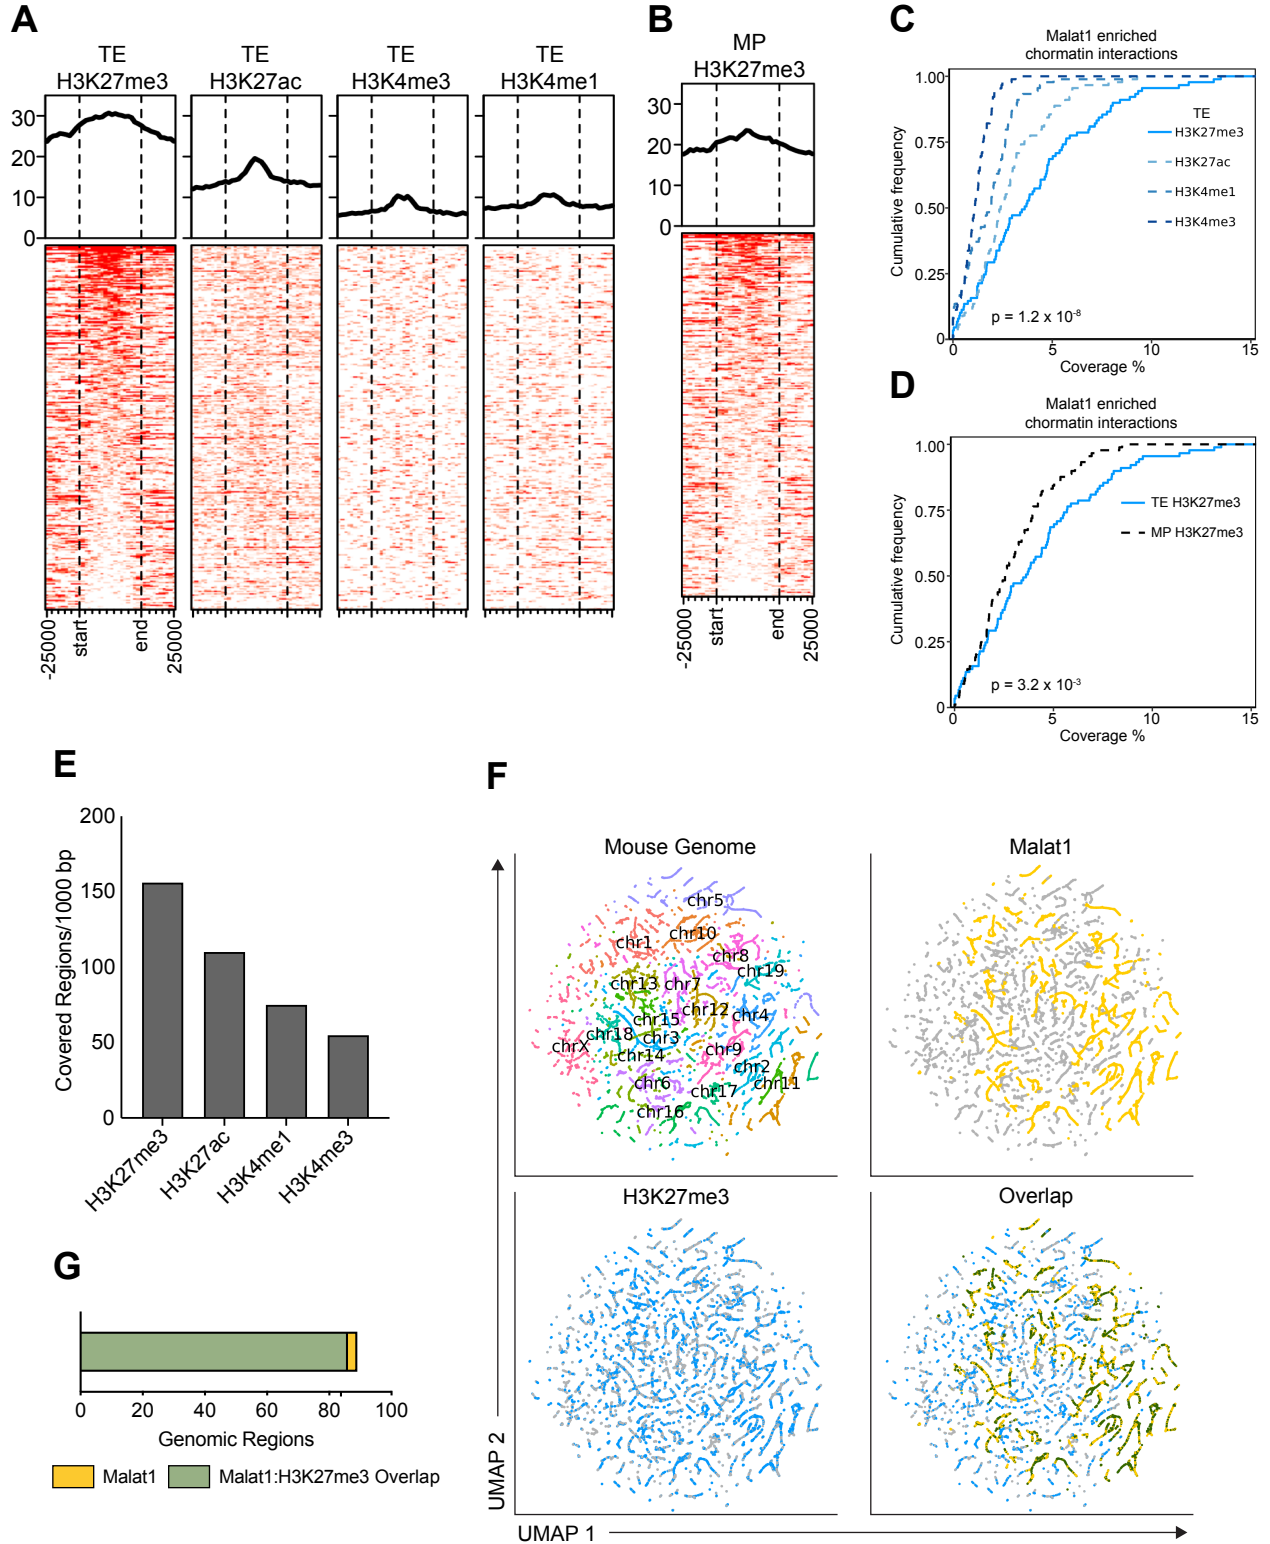 A
TE
H3K27me3
TE
H3K27ac
TE
H3K4me3
TE
H3K4me1
30
20
10
0
-25000
start
end
25000
B
MP
H3K27me3
30
20
10
0
-25000
start
end
25000
C
Malat1 enriched
chormatin interactions
Cumulative frequency
1.00
0.75
0.50
0.25
0
TE
H3K27me3
H3K27ac
H3K4me1
H3K4me3
p = 1.2 x 10-8
0
5
10
15
Coverage %
D
Malat1 enriched
chormatin interactions
Cumulative frequency
1.00
0.75
0.50
0.25
0
TE H3K27me3
MP H3K27me3
p = 3.2 x 10-3
0
5
10
15
Coverage %
E
Covered Regions/1000 bp
200
150
100
50
0
H3K27me3
H3K27ac
H3K4me1
H3K4me3
F
Mouse Genome
chr5
chr10
chr1
chr8
chr19
chr13
chr7
chr12
chr4
chr15
chr18
chr3
chrX
chr14
chr9
chr2
chr6
chr17
chr11
chr16
Malat1
H3K27me3
Overlap
UMAP 2
UMAP 1
G
0
20
40
60
80
100
Genomic Regions
Malat1
Malat1:H3K27me3 Overlap